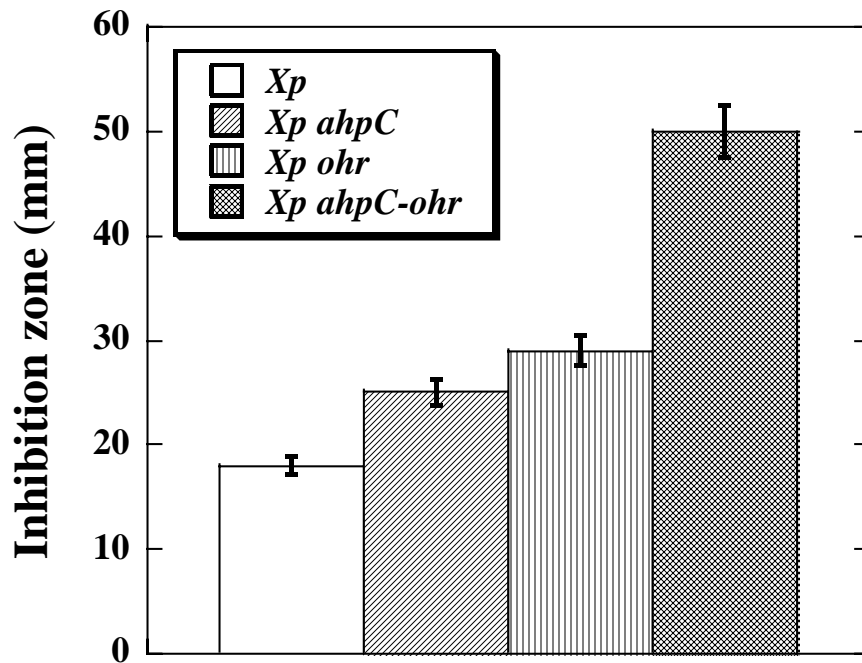 60
50
40
30
20
10
0
Inhibition zone (mm)
Xp
Xp ahpC
Xp ohr
Xp ahpC-ohr